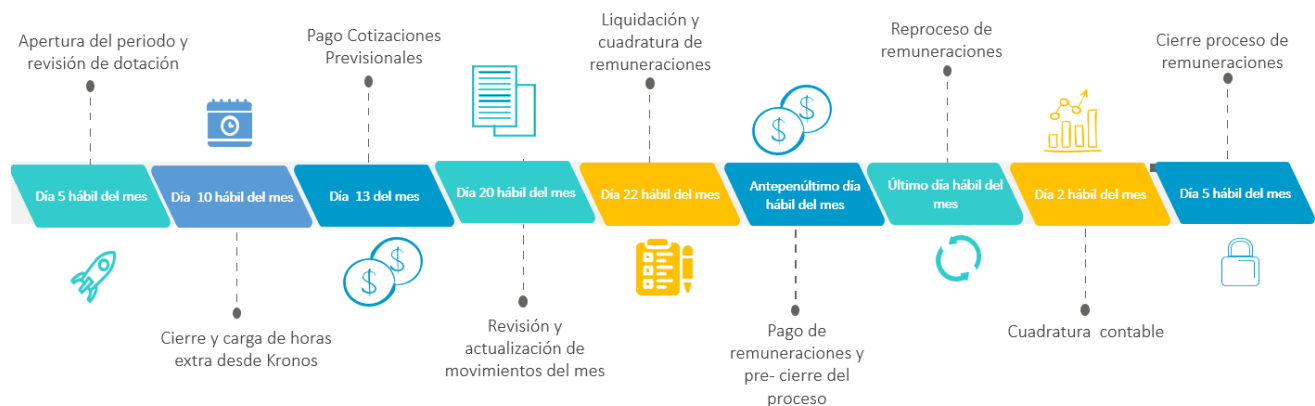 Apertura del periodo y
revisión de dotación
Día 5 hábil del mes
Día 10 hábil del mes
Cierre y carga de horas
extra desde Kronos
Pago Cotizaciones
Previsionales
$
$
Día 13 del mes
$
$
Día 20 hábil del mes
Revisión y
actualización de
movimientos del mes
Liquidación y
cuadratura de
remuneraciones
Día 22 hábil del mes
Antepenúltimo día
hábil del mes
Pago de
remuneraciones y
pre- cierre del
proceso
Reproceso de
remuneraciones
Último día hábil del
mes
Día 2 hábil del mes
Cuadratura contable
Cierre proceso de
remuneraciones
Día 5 hábil del mes